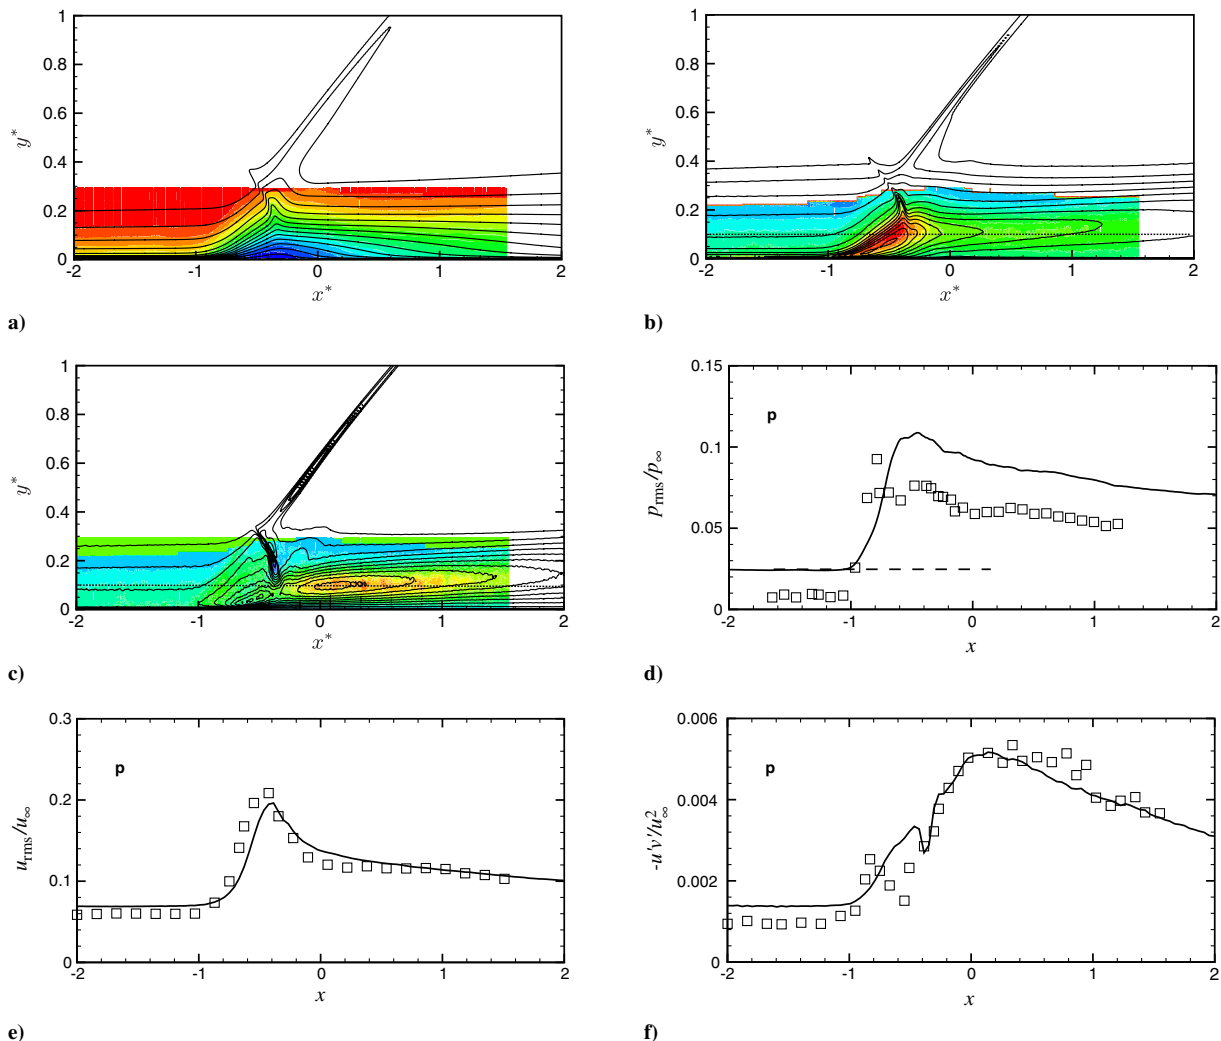 1
0.8
0.6
0.4
0.2
0
y*
-2 -1 0 1 2
x*
a)
1
0.8
0.6
0.4
0.2
0
y*
-2 -1 0 1 2
x*
b)
1
0.8
0.6
0.4
0.2
0
y*
-2 -1 0 1 2
x*
c)
0.15
0.1
0.05
0
p_rms/p_∞
p
-2 -1 0 1 2
x
d)
0.3
0.2
0.1
0
u_rms/u_∞
p
-2 -1 0 1 2
x
e)
0.006
0.004
0.002
0
-u'v'/u²_∞
p
-2 -1 0 1 2
x
f)